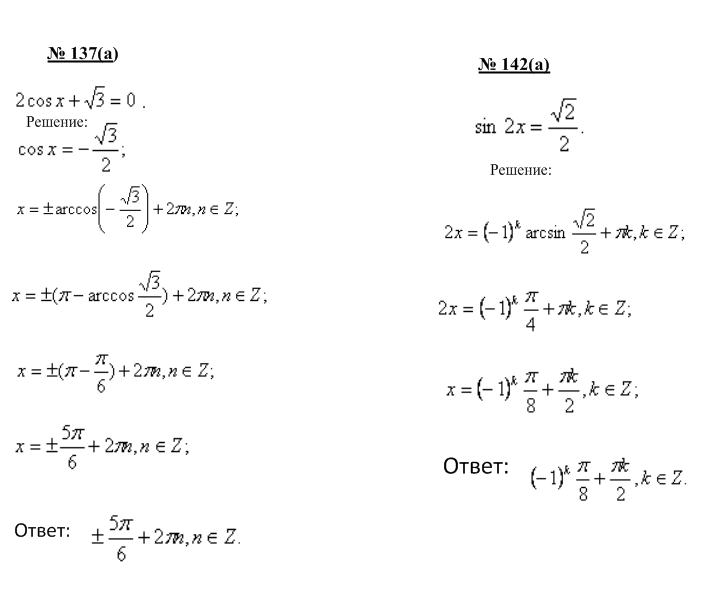 № 137(а)
2cos x + √3 = 0 .
Решение:
cos x = − √3/2;
x = ± arccos(− √3/2) + 2πn, n ∈ Z;
x = ±(π − arccos √3/2) + 2πn, n ∈ Z;
x = ±(π − π/6) + 2πn, n ∈ Z;
x = ± 5π/6 + 2πn, n ∈ Z;
Ответ: ± 5π/6 + 2πn, n ∈ Z.
№ 142(а)
sin 2x = √2/2.
Решение:
2x = (−1)^k arcsin √2/2 + πk, k ∈ Z;
2x = (−1)^k π/4 + πk, k ∈ Z;
x = (−1)^k π/8 + πk/2, k ∈ Z;
Ответ: (−1)^k π/8 + πk/2, k ∈ Z.